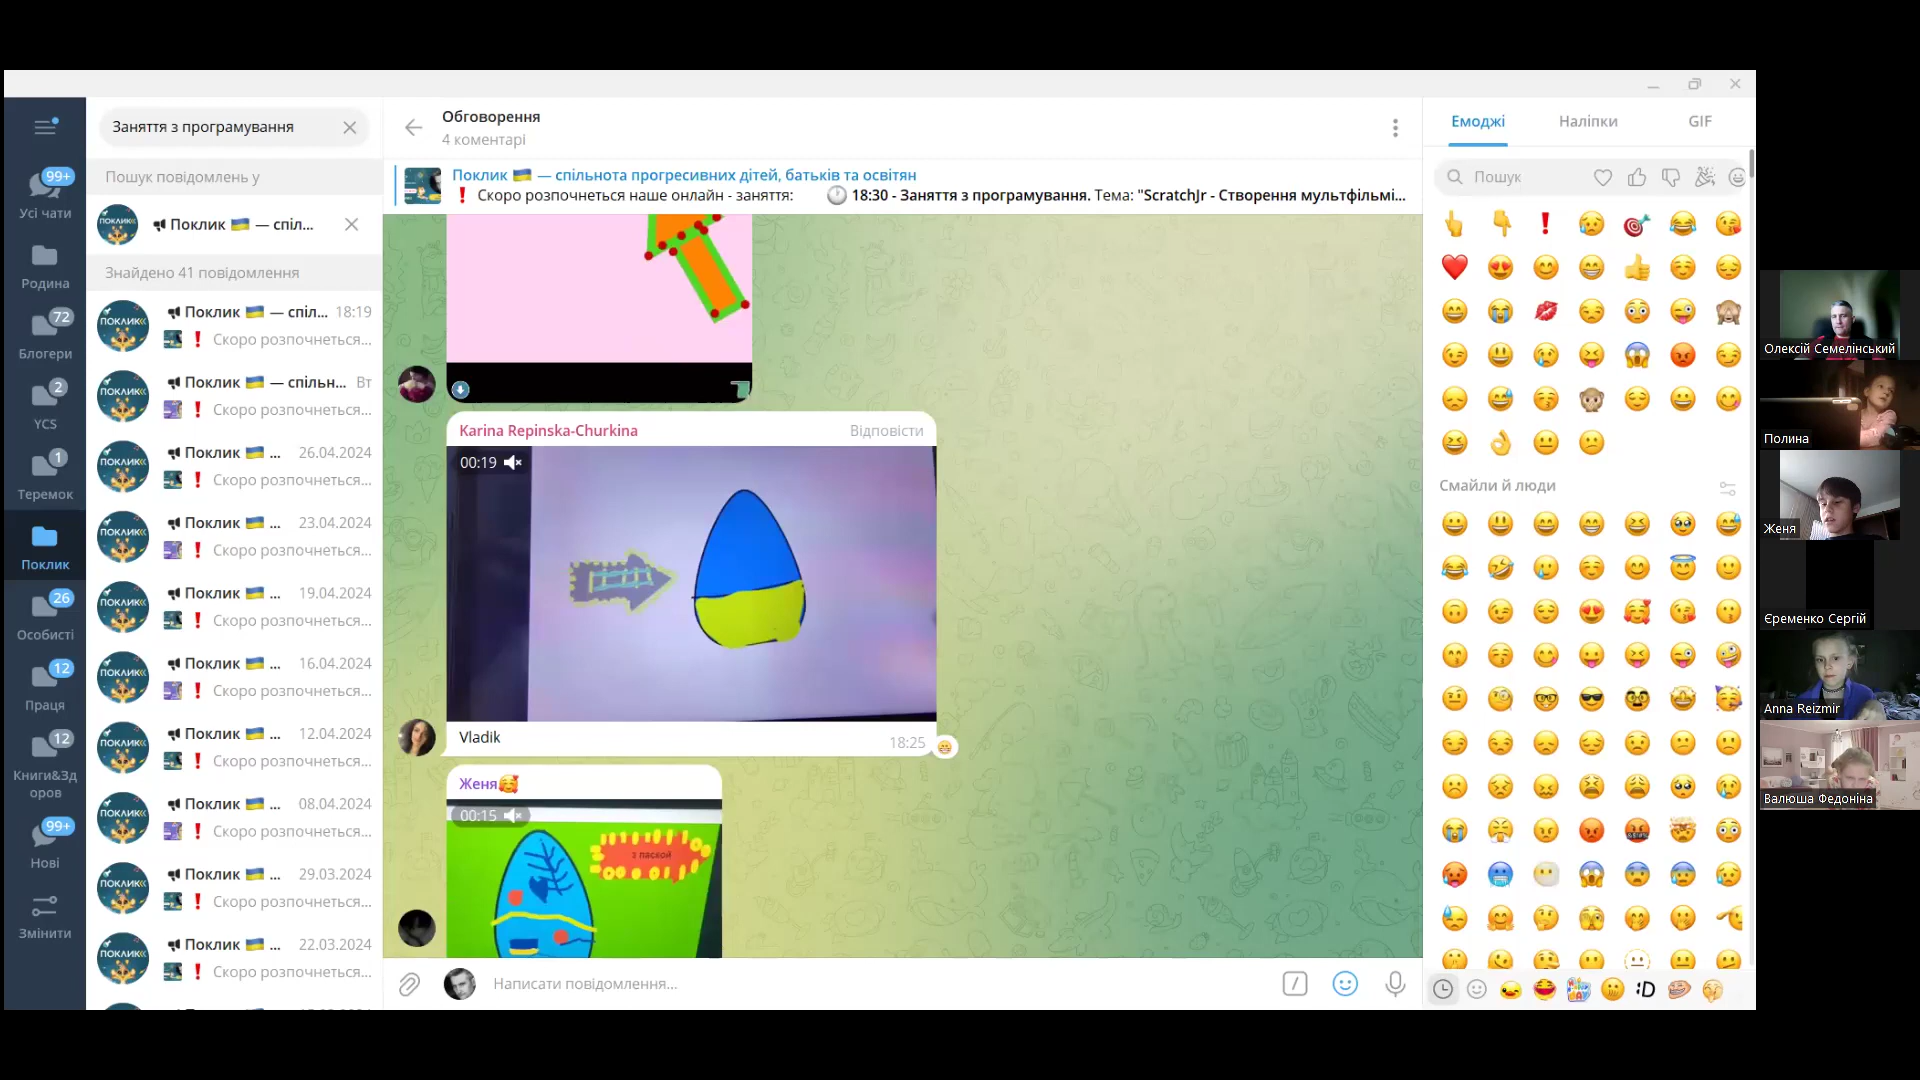 99+
Усі чати
Родина
72
Блогери
2
YCS
1
Теремок
Поклик
26
Особисті
12
Праця
12
Книги&Зд
оров
99+
Нові
Змінити
Заняття з програмування
Пошук повідомлень у
Поклик 🇺🇦 — спіл...
Знайдено 41 повідомлення
Поклик 🇺🇦 — спіл... 18:19
Скоро розпочнеться...
Поклик 🇺🇦 — спільн... Вт
Скоро розпочнеться...
Поклик 🇺🇦 ... 26.04.2024
Скоро розпочнеться...
Поклик 🇺🇦 ... 23.04.2024
Скоро розпочнеться...
Поклик 🇺🇦 ... 19.04.2024
Скоро розпочнеться...
Поклик 🇺🇦 ... 16.04.2024
Скоро розпочнеться...
Поклик 🇺🇦 ... 12.04.2024
Скоро розпочнеться...
Поклик 🇺🇦 ... 08.04.2024
Скоро розпочнеться...
Поклик 🇺🇦 ... 29.03.2024
Скоро розпочнеться...
Поклик 🇺🇦 ... 22.03.2024
Скоро розпочнеться...
Обговорення
4 коментарі
Поклик 🇺🇦 — спільнота прогресивних дітей, батьків та освітян
❗ Скоро розпочнеться наше онлайн - заняття: 🕐 18:30 - Заняття з програмування. Тема: "ScratchJr - Створення мультфільмі...
Karina Repinska-Churkina Відповісти
00:19
Vladik
18:25
Женя🥰
00:15
з паской
Написати повідомлення...
Емоджі Наліпки GIF
Пошук
Смайли й люди
Олексій Семелінський
Полина
Женя
Єременко Сергій
Anna Reizmir
Валюша Федоніна